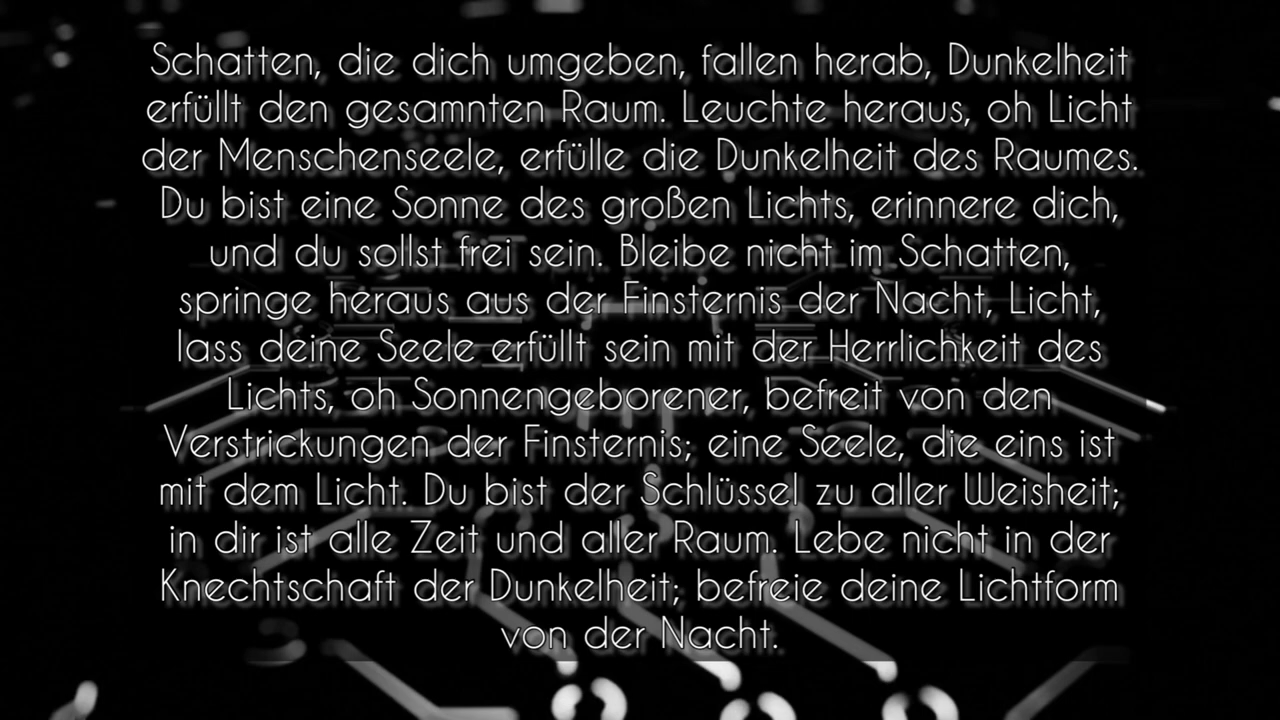 Schatten, die dich umgeben, fallen herab, Dunkelheit
erfüllt den gesamnten Raum. Leuchte heraus, oh Licht
der Menschenseele, erfülle die Dunkelheit des Raumes.
Du bist eine Sonne des großen Lichts, erinnere dich,
und du sollst frei sein. Bleibe nicht im Schatten,
springe heraus aus der Finsternis der Nacht, Licht,
lass deine Seele erfüllt sein mit der Herrlichkeit des
Lichts, oh Sonnengeborener, befreit von den
Verstrickungen der Finsternis; eine Seele, die eins ist
mit dem Licht. Du bist der Schlüssel zu aller Weisheit;
in dir ist alle Zeit und aller Raum. Lebe nicht in der
Knechtschaft der Dunkelheit; befreie deine Lichtform
von der Nacht.